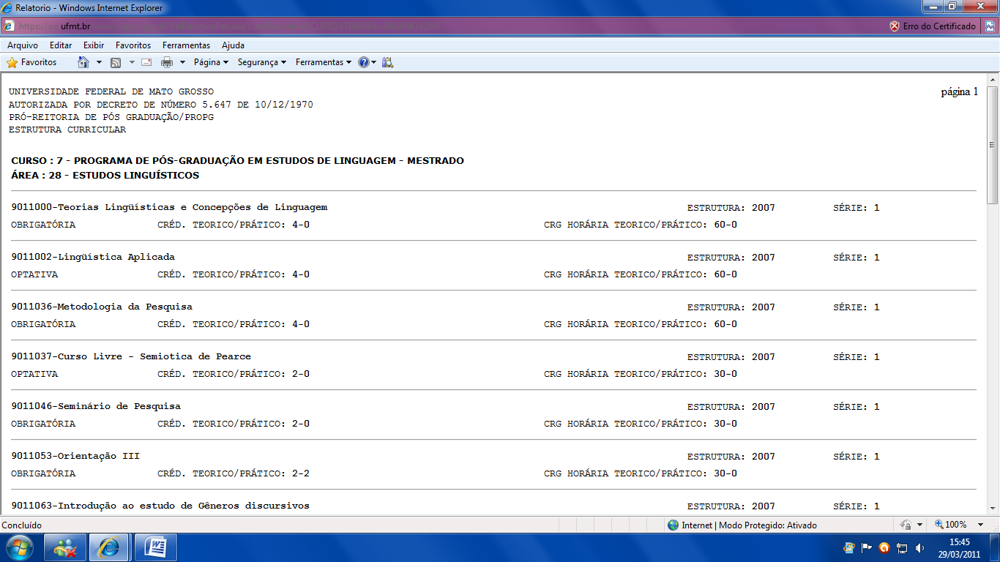 Relatorio - Windows Internet Explorer
ufmt.br
Erro do Certificado
Arquivo Editar Exibir Favoritos Ferramentas Ajuda
Favoritos Página Segurança Ferramentas
UNIVERSIDADE FEDERAL DE MATO GROSSO página 1
AUTORIZADA POR DECRETO DE NÚMERO 5.647 DE 10/12/1970
PRÓ-REITORIA DE PÓS GRADUAÇÃO/PROPG
ESTRUTURA CURRICULAR
CURSO : 7 - PROGRAMA DE PÓS-GRADUAÇÃO EM ESTUDOS DE LINGUAGEM - MESTRADO
ÁREA : 28 - ESTUDOS LINGUÍSTICOS
9011000-Teorias Lingüísticas e Concepções de Linguagem ESTRUTURA: 2007 SÉRIE: 1
OBRIGATÓRIA CRÉD. TEORICO/PRÁTICO: 4-0 CRG HORÁRIA TEORICO/PRÁTICO: 60-0
9011002-Lingüística Aplicada ESTRUTURA: 2007 SÉRIE: 1
OPTATIVA CRÉD. TEORICO/PRÁTICO: 4-0 CRG HORÁRIA TEORICO/PRÁTICO: 60-0
9011036-Metodologia da Pesquisa ESTRUTURA: 2007 SÉRIE: 1
OBRIGATÓRIA CRÉD. TEORICO/PRÁTICO: 4-0 CRG HORÁRIA TEORICO/PRÁTICO: 60-0
9011037-Curso Livre - Semiotica de Pearce ESTRUTURA: 2007 SÉRIE: 1
OPTATIVA CRÉD. TEORICO/PRÁTICO: 2-0 CRG HORÁRIA TEORICO/PRÁTICO: 30-0
9011046-Seminário de Pesquisa ESTRUTURA: 2007 SÉRIE: 1
OBRIGATÓRIA CRÉD. TEORICO/PRÁTICO: 2-0 CRG HORÁRIA TEORICO/PRÁTICO: 30-0
9011053-Orientação III ESTRUTURA: 2007 SÉRIE: 1
OBRIGATÓRIA CRÉD. TEORICO/PRÁTICO: 2-2 CRG HORÁRIA TEORICO/PRÁTICO: 30-0
9011063-Introdução ao estudo de Gêneros discursivos ESTRUTURA: 2007 SÉRIE: 1
Concluído Internet | Modo Protegido: Ativado 100%
15:45
29/03/2011